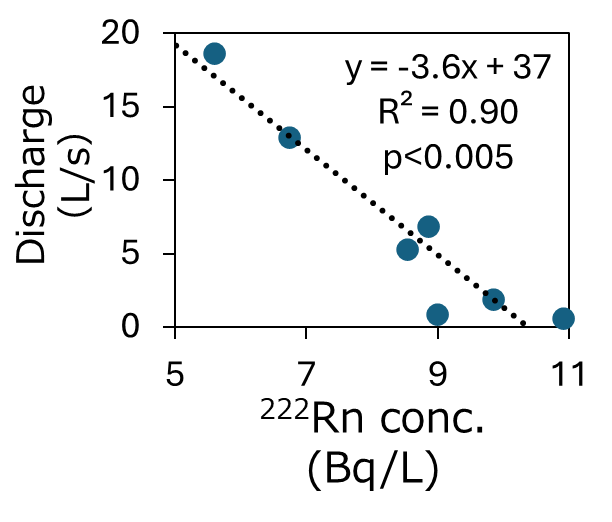 20
15
10
5
0
Discharge
(L/s)
y = -3.6x + 37
R² = 0.90
p<0.005
5 7 9 11
²²²Rn conc.
(Bq/L)